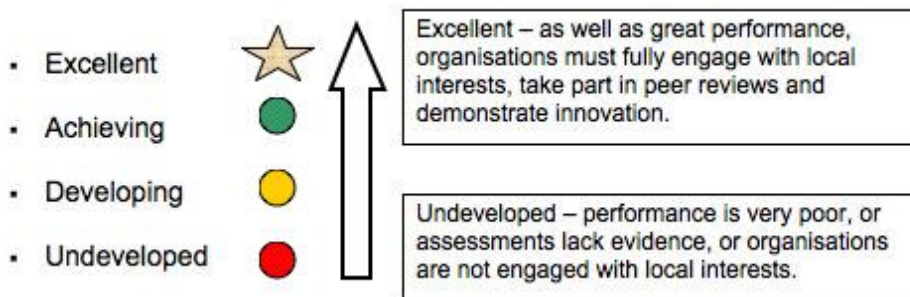 ▪ Excellent
▪ Achieving
▪ Developing
▪ Undeveloped
Excellent – as well as great performance,
organisations must fully engage with local
interests, take part in peer reviews and
demonstrate innovation.
Undeveloped – performance is very poor, or
assessments lack evidence, or organisations
are not engaged with local interests.